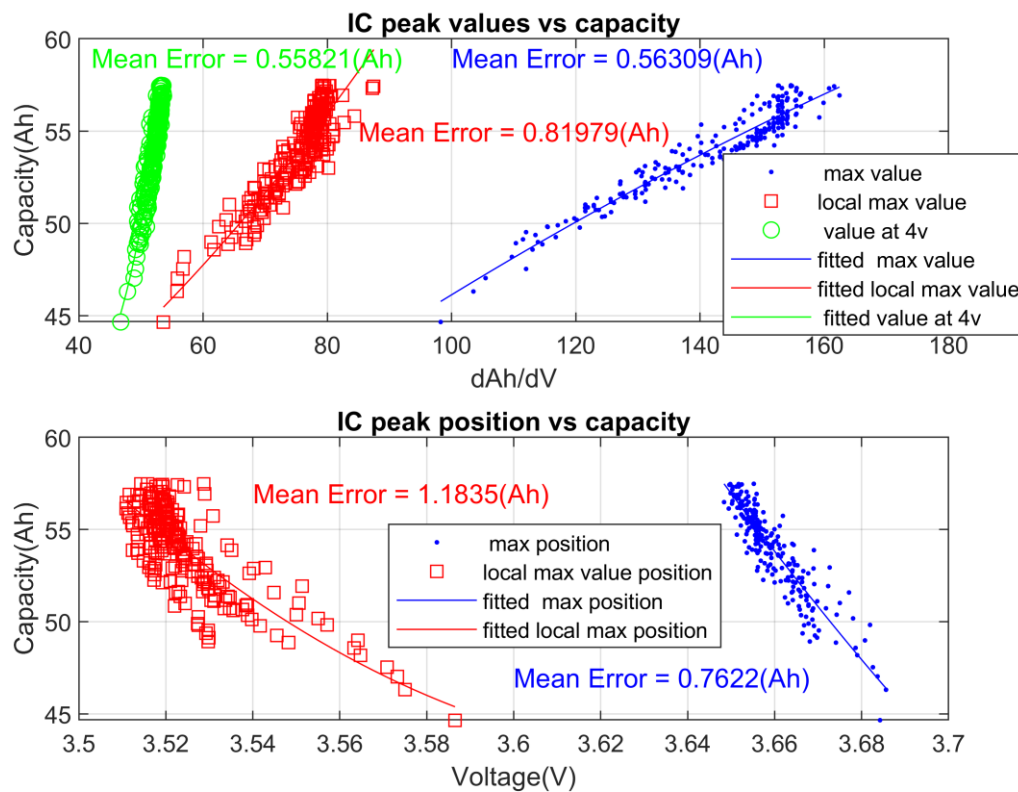 IC peak values vs capacity
60
55
50
45
Capacity(Ah)
Mean Error = 0.55821(Ah)
Mean Error = 0.56309(Ah)
Mean Error = 0.81979(Ah)
max value
local max value
value at 4v
fitted max value
fitted local max value
fitted value at 4v
40 60 80 100 120 140 160 180
dAh/dV
IC peak position vs capacity
60
55
50
45
Capacity(Ah)
Mean Error = 1.1835(Ah)
max position
local max value position
fitted max position
fitted local max position
Mean Error = 0.7622(Ah)
3.5 3.52 3.54 3.56 3.58 3.6 3.62 3.64 3.66 3.68 3.7
Voltage(V)